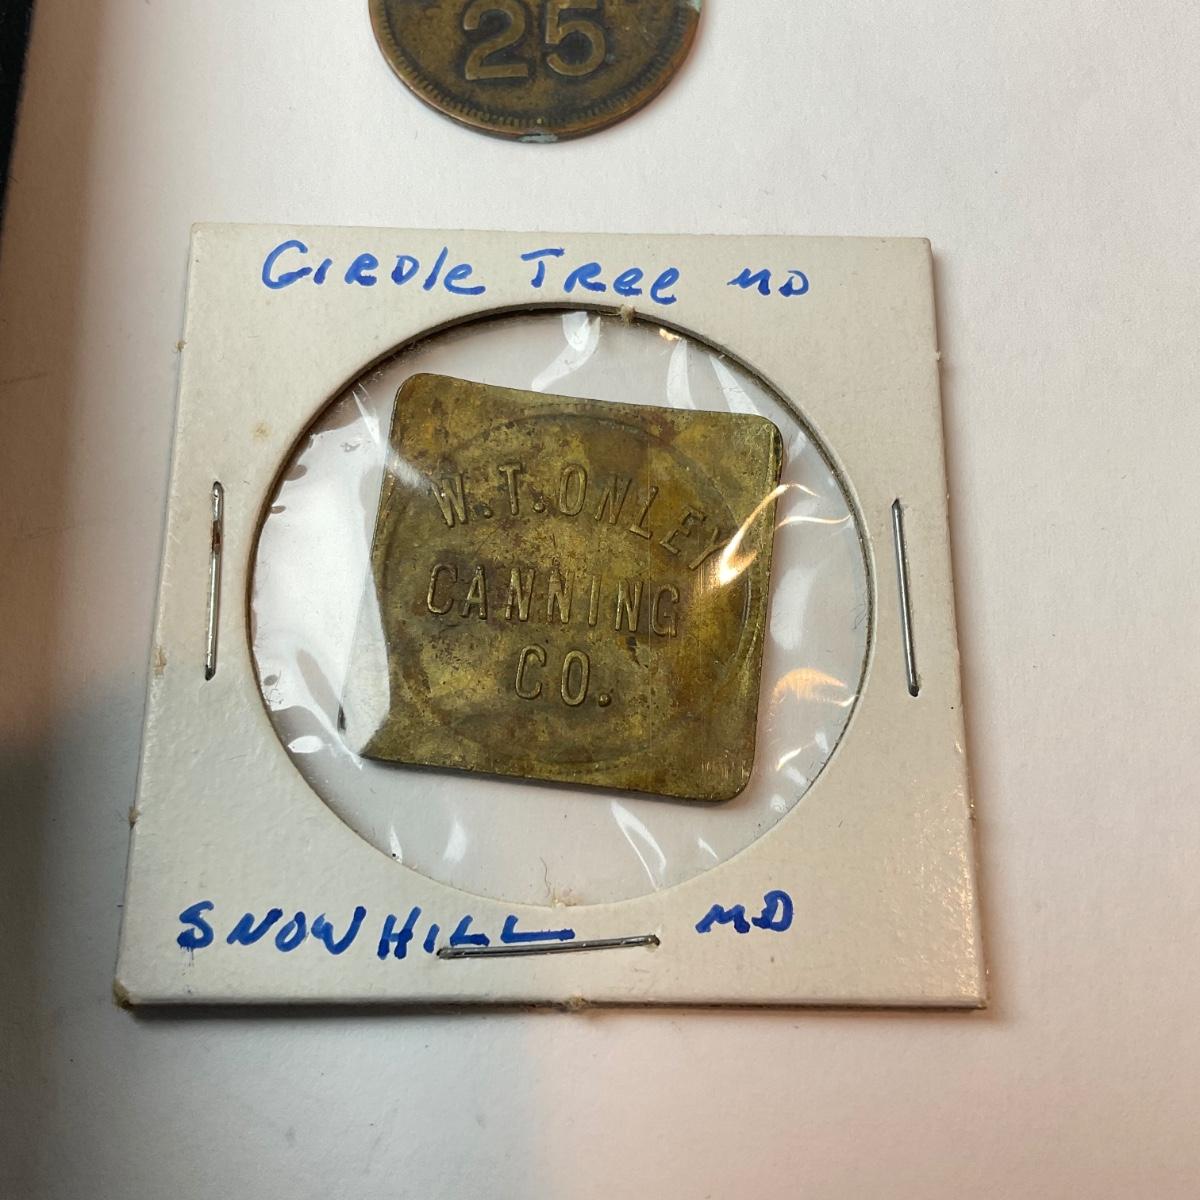 25
Girdle Tree MD
W.T.ONLEY
CANNING
CO.
SNOW HILL MD